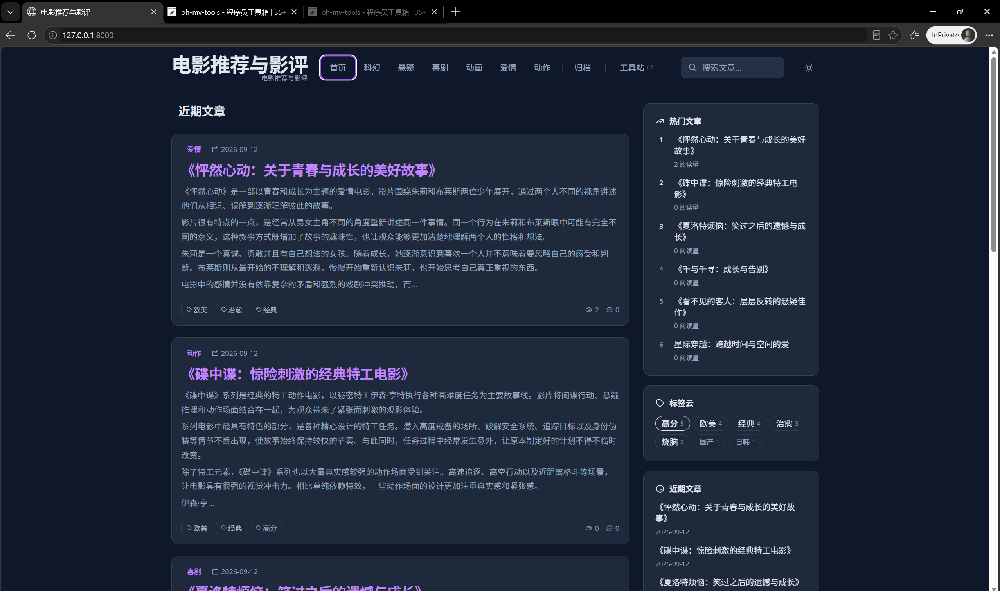 电影推荐与影评
oh-my-tools - 程序员工具箱 | 35+
oh-my-tools - 程序员工具箱 | 35+
127.0.0.1:8000
InPrivate
电影推荐与影评
电影推荐与影评
首页 科幻 悬疑 喜剧 动画 爱情 动作 归档 工具站
搜索文章...
近期文章
爱情 2026-09-12
《怦然心动：关于青春与成长的美好故事》
《怦然心动》是一部以青春和成长为主题的爱情电影。影片围绕朱莉和布莱斯两位少年展开，通过两个人不同的视角讲述
他们从相识、误解到逐渐理解彼此的故事。
影片很有特点的一点，是经常从男女主角不同的角度重新讲述同一件事情。同一个行为在朱莉和布莱斯眼中可能有完全不
同的意义，这种叙事方式既增加了故事的趣味性，也让观众能够更加清楚地理解两个人的性格和想法。
朱莉是一个真诚、勇敢并且有自己想法的女孩。随着成长，她逐渐意识到喜欢一个人并不意味着要忽略自己的感受和判
断。布莱斯则从最开始的不理解和逃避，慢慢开始重新认识朱莉，也开始思考自己真正重视的东西。
电影中的感情并没有依靠复杂的矛盾和强烈的戏剧冲突推动，而...
欧美 治愈 经典
2 0
动作 2026-09-12
《碟中谍：惊险刺激的经典特工电影》
《碟中谍》系列是经典的特工动作电影，以秘密特工伊森·亨特执行各种高难度任务为主要故事线。影片将间谍行动、悬疑
推理和动作场面结合在一起，为观众带来了紧张而刺激的观影体验。
系列电影中最具有特色的部分，是各种精心设计的特工任务。潜入高度戒备的场所、破解安全系统、追踪目标以及身份伪
装等情节不断出现，使故事始终保持较快的节奏。与此同时，任务过程中经常发生意外，让原本制定好的计划不得不临时
改变。
除了特工元素，《碟中谍》系列也以大量真实感较强的动作场面受到关注。高速追逐、高空行动以及近距离格斗等场景，
让电影具有很强的视觉冲击力。相比单纯依赖特效，一些动作场面的设计更加注重真实感和紧张感。
伊森·亨...
欧美 经典 高分
0 0
喜剧 2026-09-12
《夏洛特烦恼：笑过之后的遗憾与成长》
热门文章
1 《怦然心动：关于青春与成长的美好
故事》
2 阅读量
2 《碟中谍：惊险刺激的经典特工电
影》
0 阅读量
3 《夏洛特烦恼：笑过之后的遗憾与成
长》
0 阅读量
4 《千与千寻：成长与告别》
0 阅读量
5 《看不见的客人：层层反转的悬疑佳
作》
0 阅读量
6 星际穿越：跨越时间与空间的爱
0 阅读量
标签云
高分 5 欧美 4 经典 4 治愈 3
烧脑 2 国产 1 日韩 1
近期文章
《怦然心动：关于青春与成长的美好故
事》
2026-09-12
《碟中谍：惊险刺激的经典特工电影》
2026-09-12
《夏洛特烦恼：笑过之后的遗憾与成长》